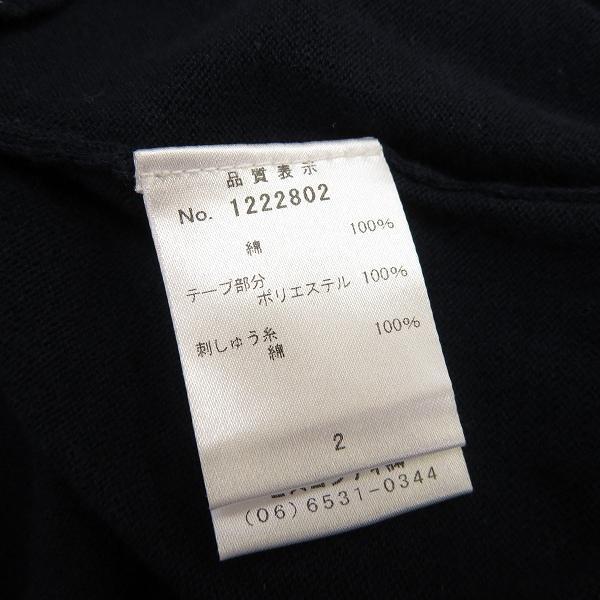 品質表示
No. 1222802
綿 100%
テープ部分
ポリエステル 100%
刺しゅう糸
綿 100%
2
(06)6531-0344